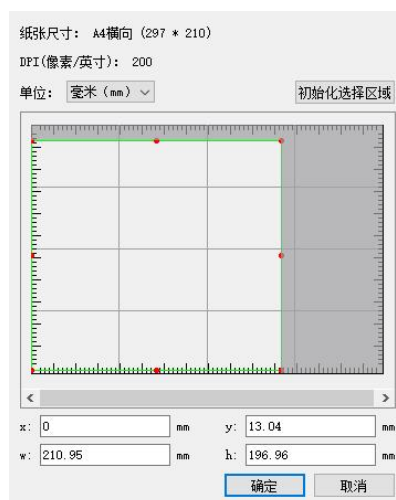 纸张尺寸： A4横向 (297 * 210)
DPI(像素/英寸)： 200
单位： 毫米 (mm) 初始化选择区域
x: 0 mm y: 13.04 mm
w: 210.95 mm h: 196.96 mm
确定 取消